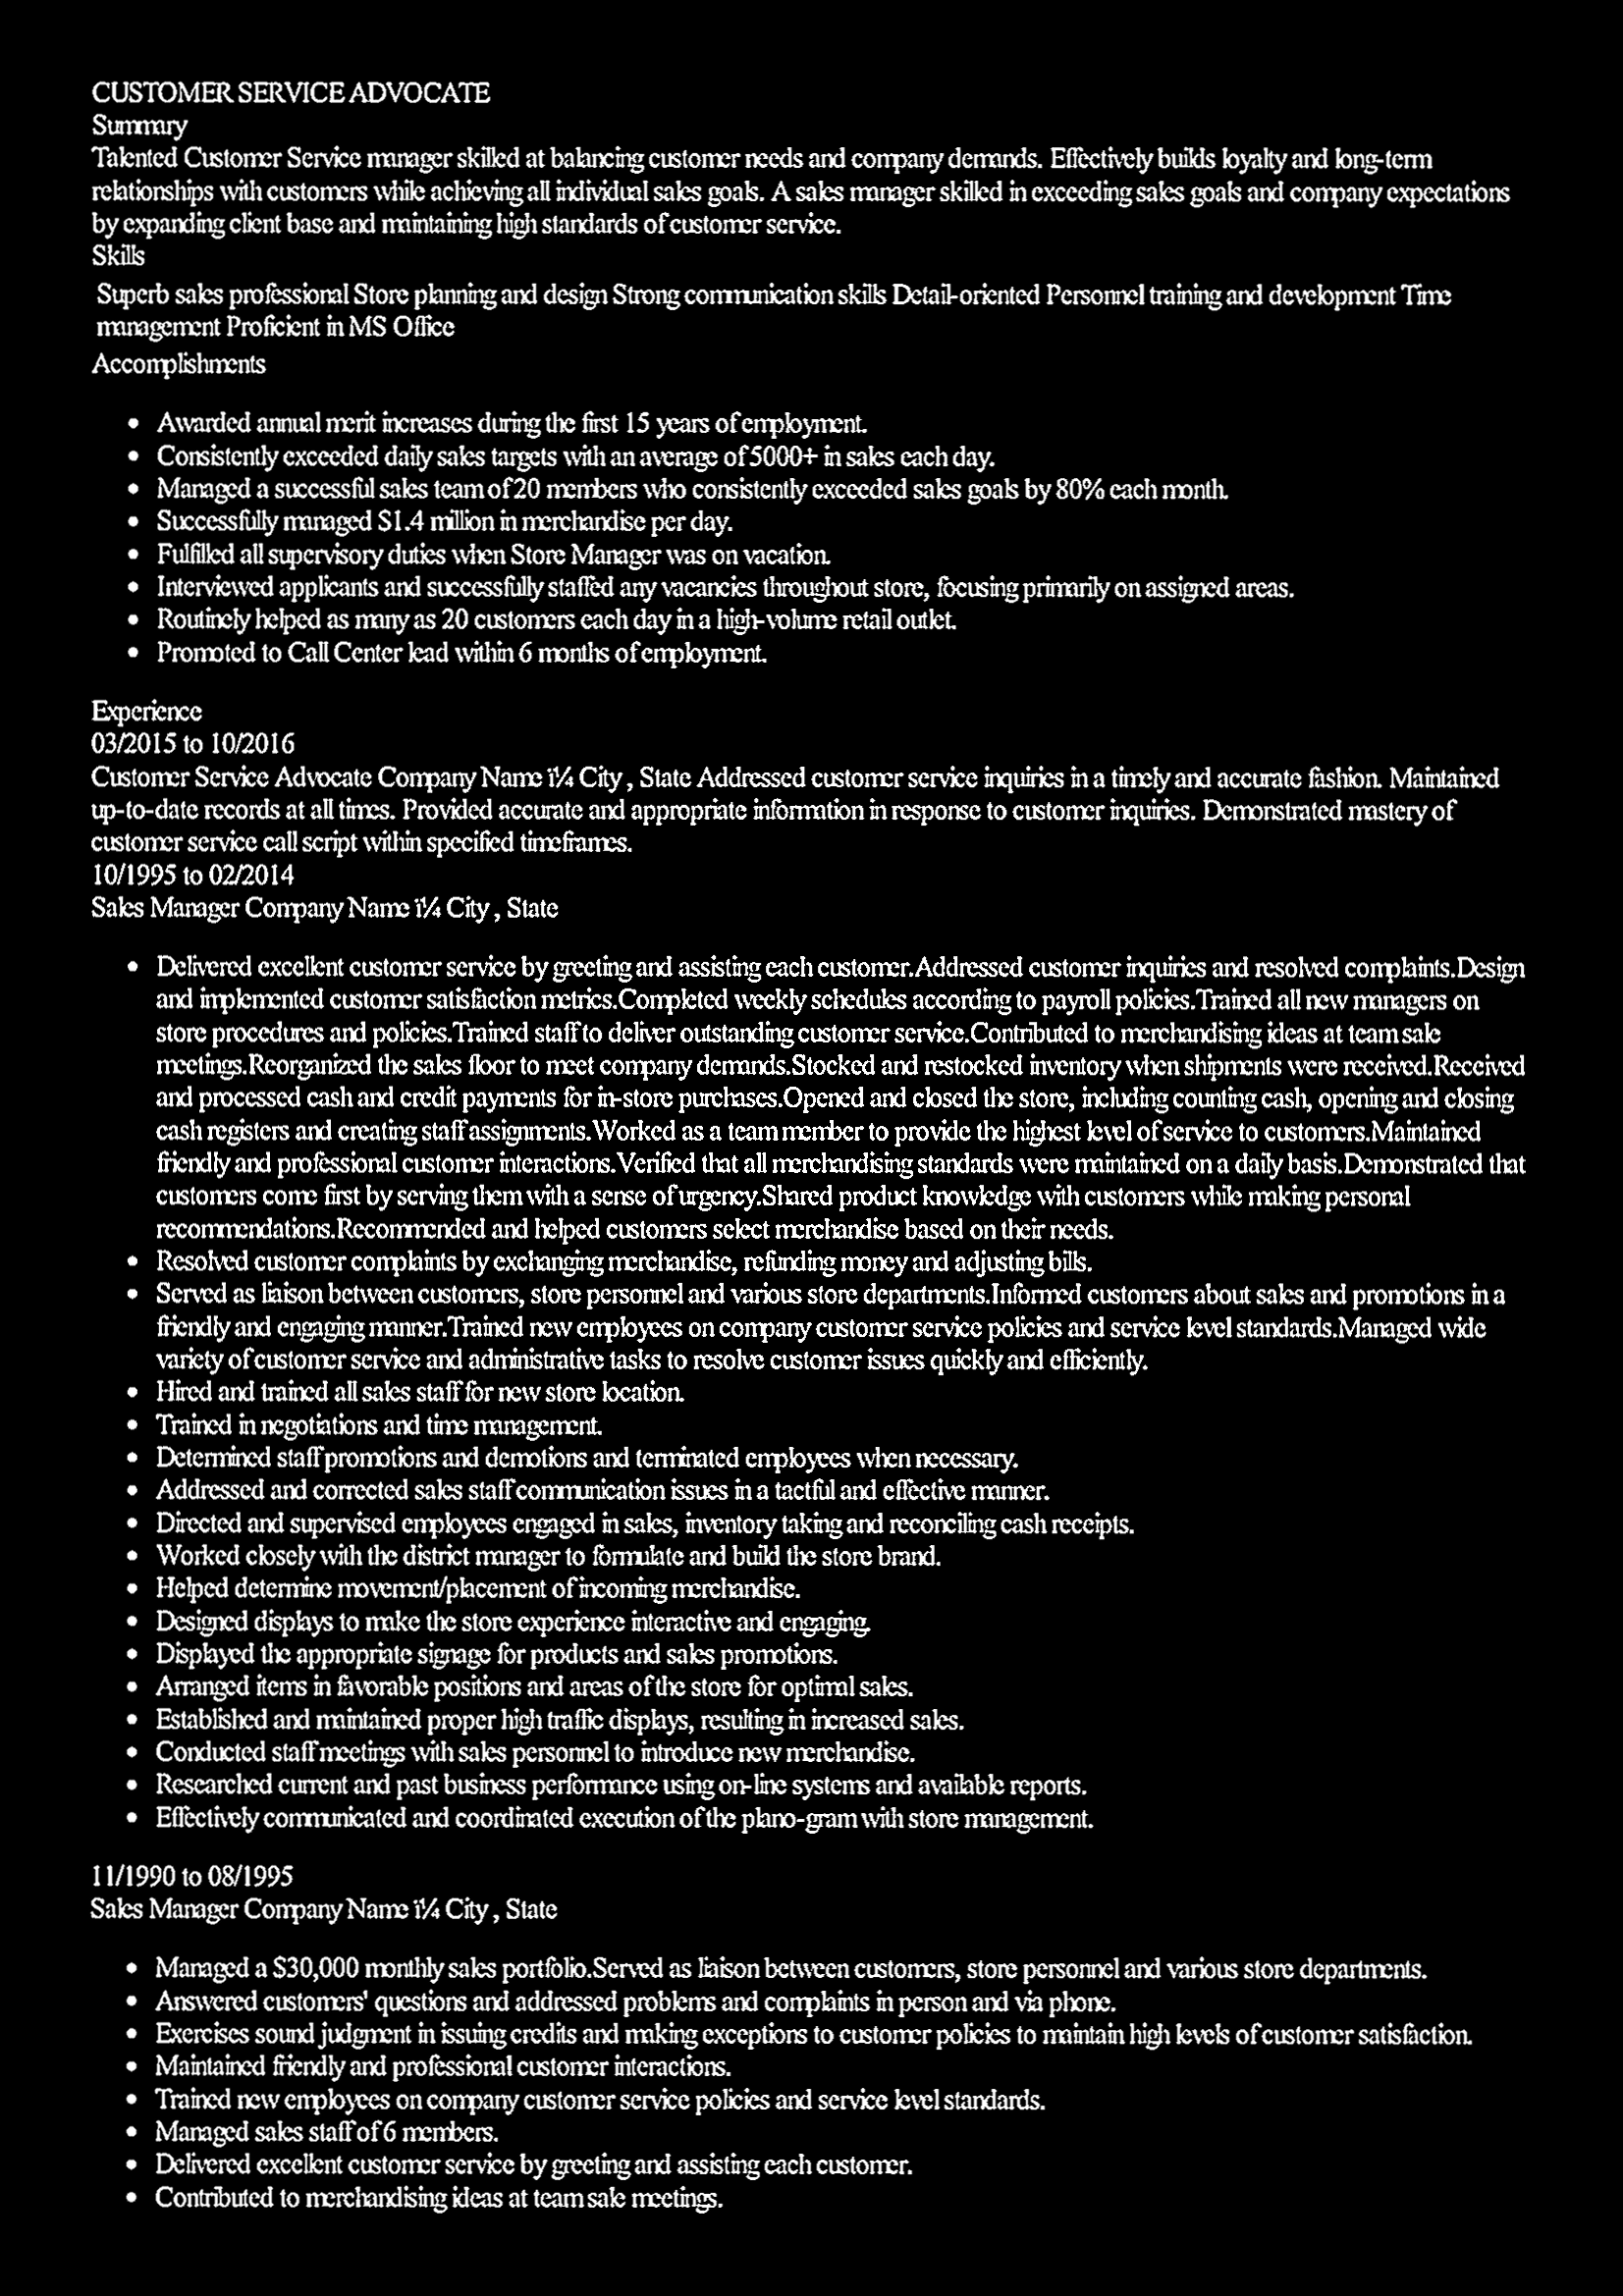 CUSTOMER SERVICE ADVOCATE
Summary
Talented Customer Service manager skilled at balancing customer needs and company demands. Effectively builds loyalty and long-term
relationships with customers while achieving all individual sales goals. A sales manager skilled in exceeding sales goals and company expectations
by expanding client base and maintaining high standards of customer service.
Skills
Superb sales professional Store planning and design Strong communication skills Detail-oriented Personnel training and development Time
management Proficient in MS Office
Accomplishments
• Awarded annual merit increases during the first 15 years of employment.
• Consistently exceeded daily sales targets with an average of 5000+ in sales each day.
• Managed a successful sales team of 20 members who consistently exceeded sales goals by 80% each month.
• Successfully managed $1.4 million in merchandise per day.
• Fulfilled all supervisory duties when Store Manager was on vacation.
• Interviewed applicants and successfully staffed any vacancies throughout store, focusing primarily on assigned areas.
• Routinely helped as many as 20 customers each day in a high-volume retail outlet.
• Promoted to Call Center lead within 6 months of employment.
Experience
03/2015 to 10/2016
Customer Service Advocate Company Name ï¼ City , State Addressed customer service inquiries in a timely and accurate fashion. Maintained
up-to-date records at all times. Provided accurate and appropriate information in response to customer inquiries. Demonstrated mastery of
customer service call script within specified timeframes.
10/1995 to 02/2014
Sales Manager Company Name ï¼ City , State
• Delivered excellent customer service by greeting and assisting each customer.Addressed customer inquiries and resolved complaints.Design
and implemented customer satisfaction metrics.Completed weekly schedules according to payroll policies.Trained all new managers on
store procedures and policies.Trained staff to deliver outstanding customer service.Contributed to merchandising ideas at team sale
meetings.Reorganized the sales floor to meet company demands.Stocked and restocked inventory when shipments were received.Received
and processed cash and credit payments for in-store purchases.Opened and closed the store, including counting cash, opening and closing
cash registers and creating staff assignments.Worked as a team member to provide the highest level of service to customers.Maintained
friendly and professional customer interactions.Verified that all merchandising standards were maintained on a daily basis.Demonstrated that
customers come first by serving them with a sense of urgency.Shared product knowledge with customers while making personal
recommendations.Recommended and helped customers select merchandise based on their needs.
• Resolved customer complaints by exchanging merchandise, refunding money and adjusting bills.
• Served as liaison between customers, store personnel and various store departments.Informed customers about sales and promotions in a
friendly and engaging manner.Trained new employees on company customer service policies and service level standards.Managed wide
variety of customer service and administrative tasks to resolve customer issues quickly and efficiently.
• Hired and trained all sales staff for new store location.
• Trained in negotiations and time management.
• Determined staff promotions and demotions and terminated employees when necessary.
• Addressed and corrected sales staff communication issues in a tactful and effective manner.
• Directed and supervised employees engaged in sales, inventory taking and reconciling cash receipts.
• Worked closely with the district manager to formulate and build the store brand.
• Helped determine movement/placement of incoming merchandise.
• Designed displays to make the store experience interactive and engaging.
• Displayed the appropriate signage for products and sales promotions.
• Arranged items in favorable positions and areas of the store for optimal sales.
• Established and maintained proper high traffic displays, resulting in increased sales.
• Conducted staff meetings with sales personnel to introduce new merchandise.
• Researched current and past business performance using on-line systems and available reports.
• Effectively communicated and coordinated execution of the plano-gram with store management.
11/1990 to 08/1995
Sales Manager Company Name ï¼ City , State
• Managed a $30,000 monthly sales portfolio.Served as liaison between customers, store personnel and various store departments.
• Answered customers' questions and addressed problems and complaints in person and via phone.
• Exercises sound judgment in issuing credits and making exceptions to customer policies to maintain high levels of customer satisfaction.
• Maintained friendly and professional customer interactions.
• Trained new employees on company customer service policies and service level standards.
• Managed sales staff of 6 members.
• Delivered excellent customer service by greeting and assisting each customer.
• Contributed to merchandising ideas at team sale meetings.